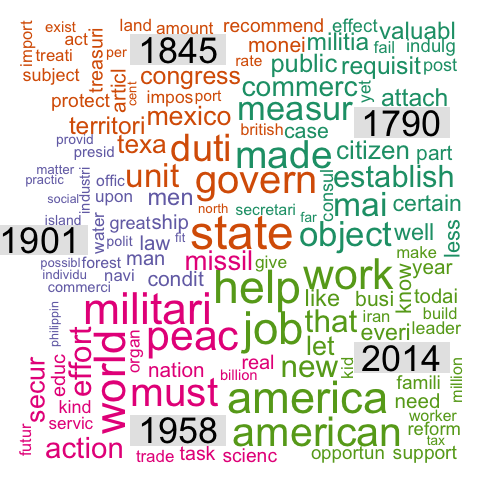 exist land amount recommend effect valuabl
import act treasuri 1845 monei militia fail indulg
treati per articl congress rate public requisit post
subject cent impos port commerc yet attach
protect mexico measur
territori british case 1790
provid texa duti made citizen part
presid unit govern consul establish
matter industri offic men mai certain
practic upon
social north secretari far
island water great ship state object well less
1901 polit law fit
possibl forest man missil give make
individu navi condit help work know year
commerci like busi todai
philippin militari job that iran build
effort world peac everi leader
organ let
secur educ nation real new kid 2014
billion famili million
kind must america need
servic worker
futur 1958 american reform
action tax
trade task scienc opportun support